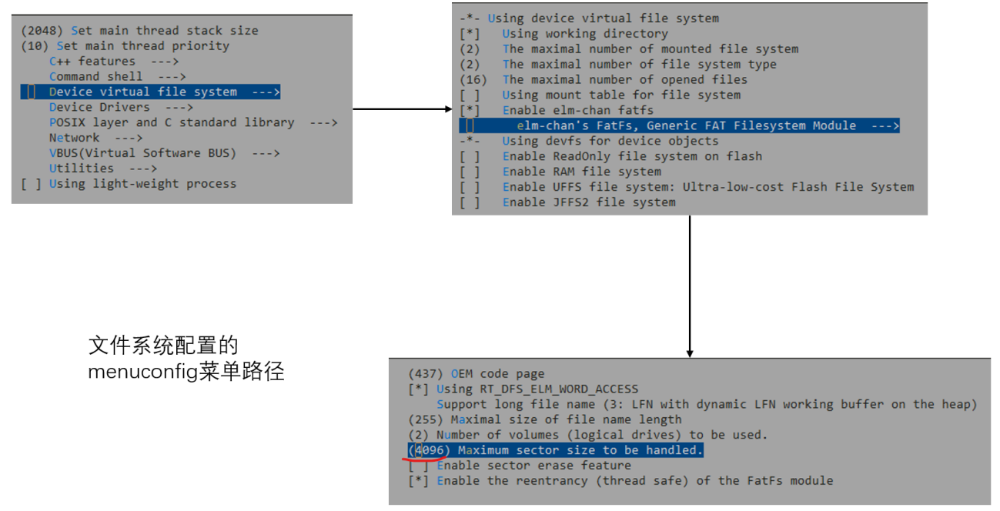 (2048) Set main thread stack size
(10) Set main thread priority
C++ features --->
Command shell --->
[ ] Device virtual file system --->
Device Drivers --->
POSIX layer and C standard library --->
Network --->
VBUS(Virtual Software BUS) --->
Utilities --->
[ ] Using light-weight process
-*- Using device virtual file system
[*] Using working directory
(2) The maximal number of mounted file system
(2) The maximal number of file system type
(16) The maximal number of opened files
[ ] Using mount table for file system
[*] Enable elm-chan fatfs
elm-chan's FatFs, Generic FAT Filesystem Module --->
-*- Using devfs for device objects
[ ] Enable ReadOnly file system on flash
[ ] Enable RAM file system
[ ] Enable UFFS file system: Ultra-low-cost Flash File System
[ ] Enable JFFS2 file system
文件系统配置的
menuconfig菜单路径
(437) OEM code page
[*] Using RT_DFS_ELM_WORD_ACCESS
Support long file name (3: LFN with dynamic LFN working buffer on the heap)
(255) Maximal size of file name length
(2) Number of volumes (logical drives) to be used.
(4096) Maximum sector size to be handled.
[ ] Enable sector erase feature
[*] Enable the reentrancy (thread safe) of the FatFs module